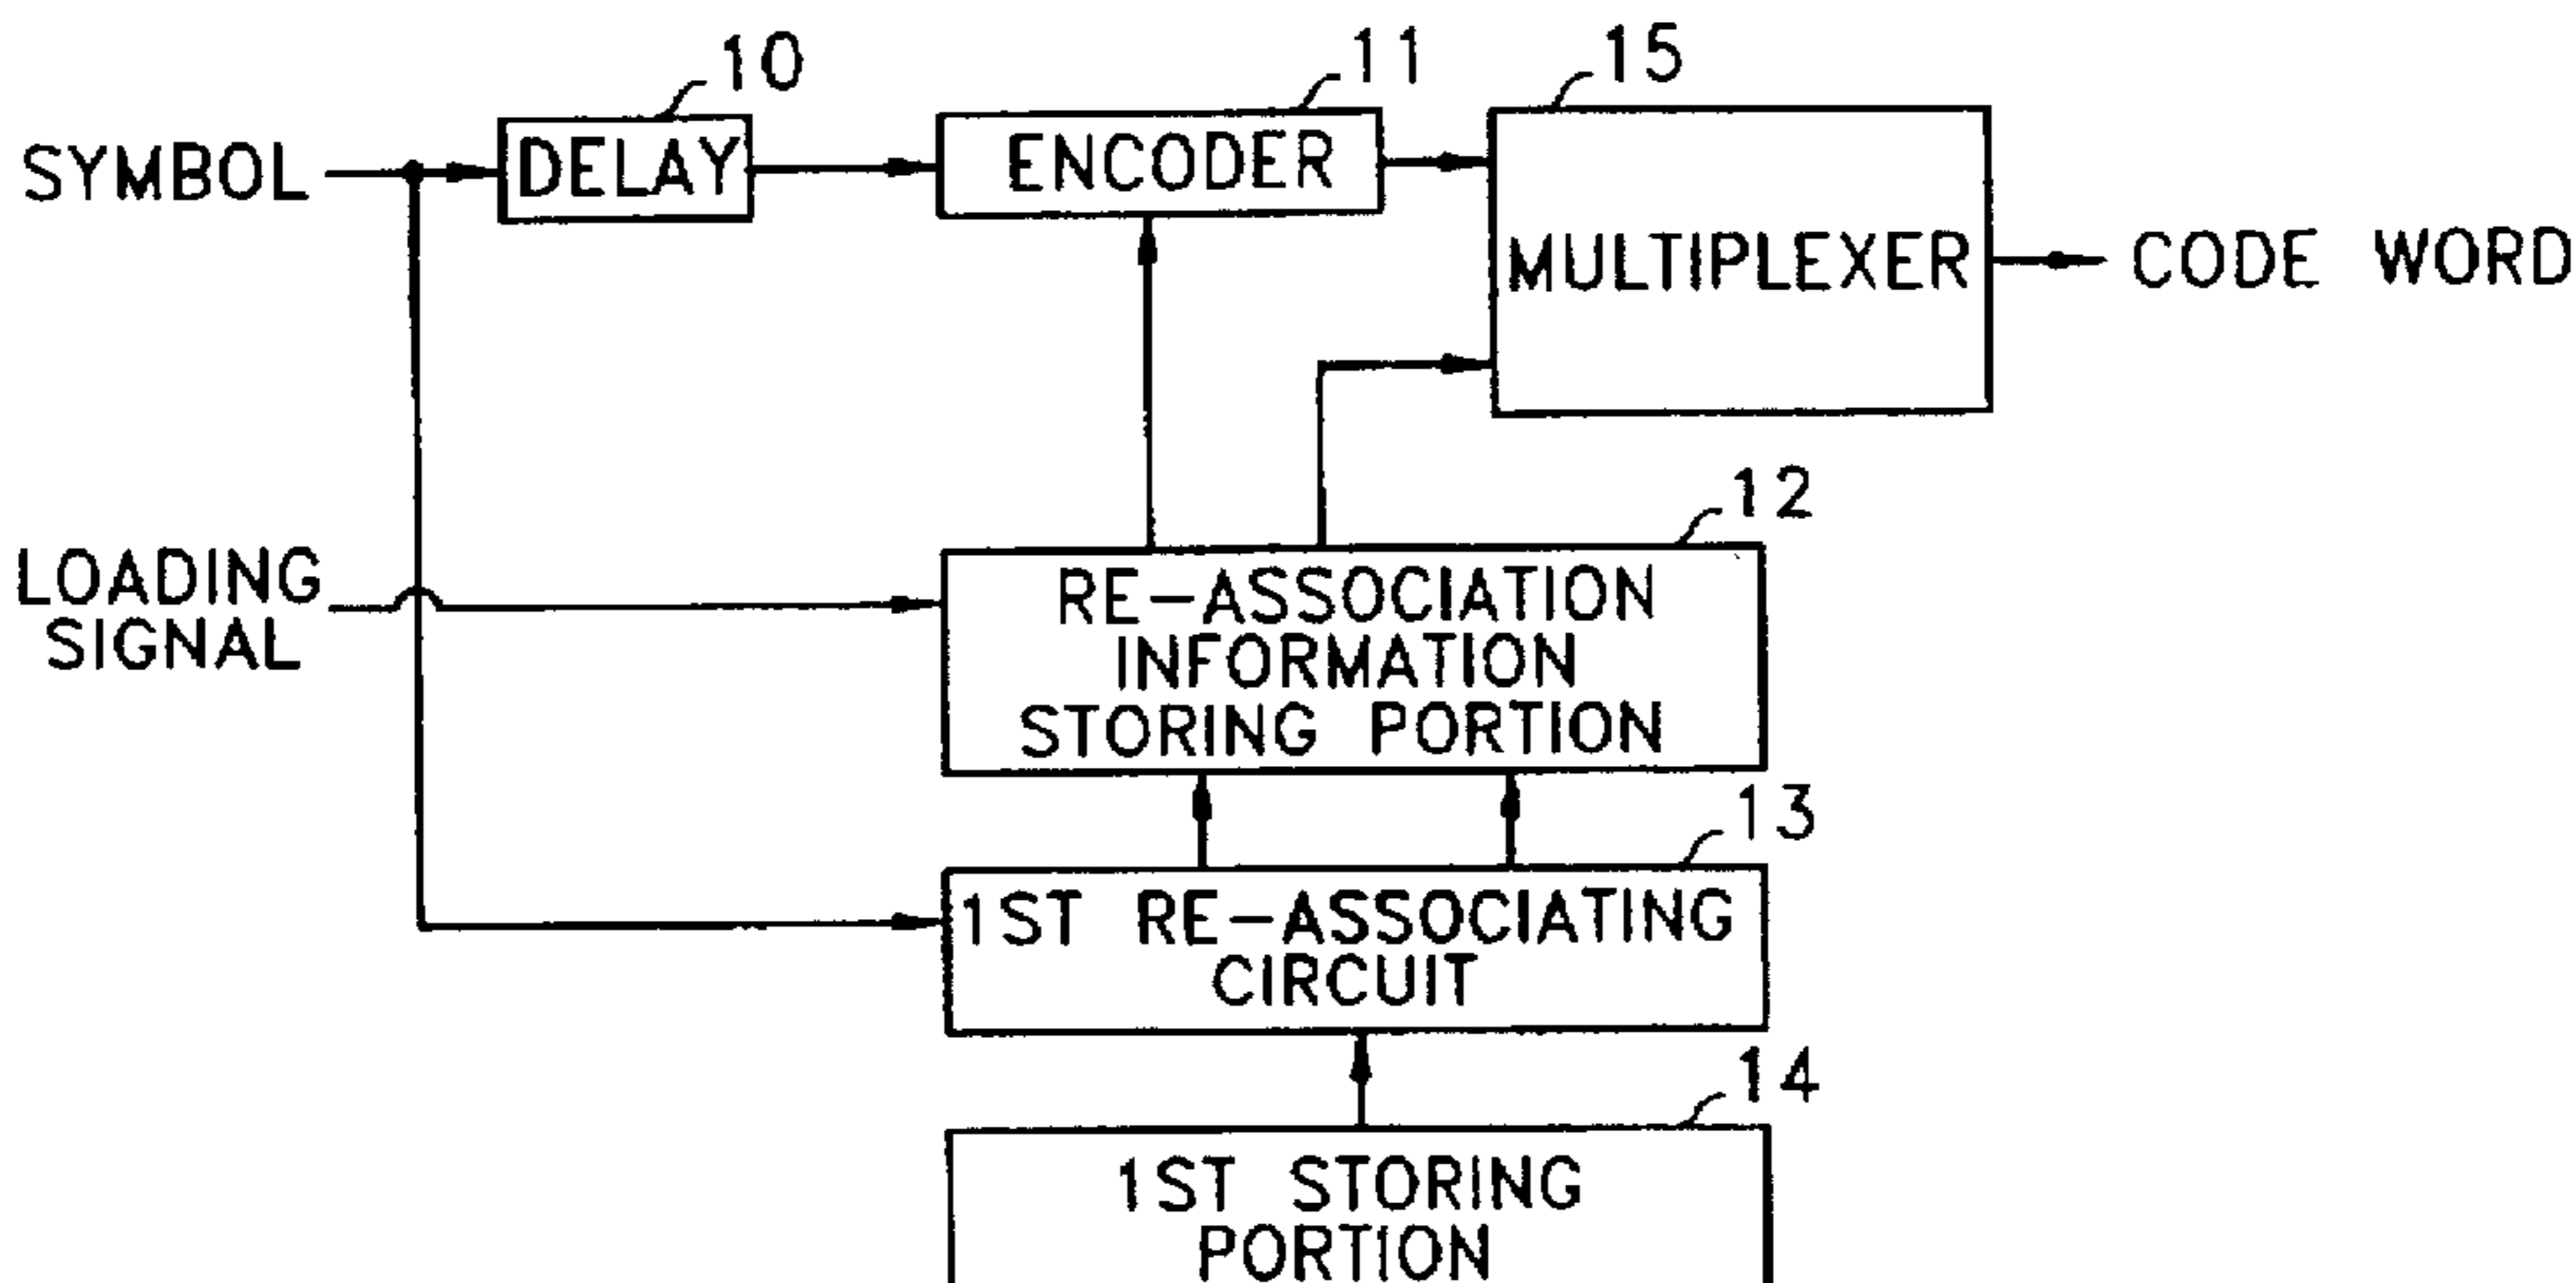 10
11
15
SYMBOL
DELAY
ENCODER
MULTIPLEXER
CODE WORD
12
LOADING
SIGNAL
RE-ASSOCIATION
INFORMATION
STORING PORTION
13
1ST RE-ASSOCIATING
CIRCUIT
14
1ST STORING
PORTION